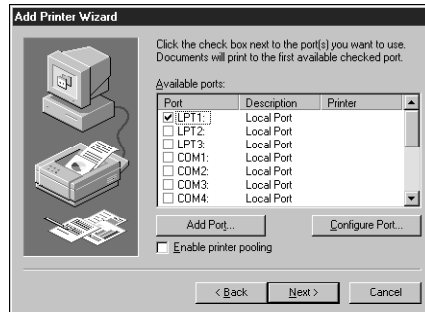 Add Printer Wizard
Click the check box next to the port(s) you want to use.
Documents will print to the first available checked port.
Available ports:
Port Description Printer
LPT1: Local Port
LPT2: Local Port
LPT3: Local Port
COM1: Local Port
COM2: Local Port
COM3: Local Port
COM4: Local Port
Add Port... Configure Port...
Enable printer pooling
< Back Next > Cancel